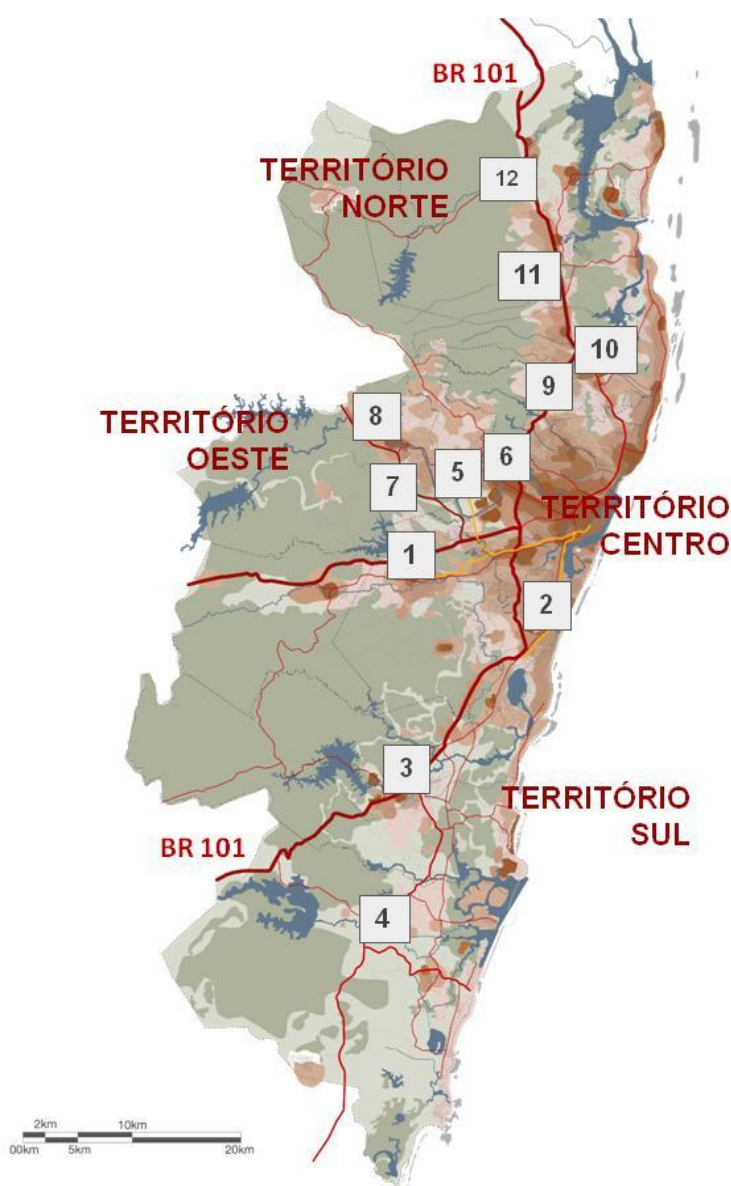 BR 101
TERRITÓRIO
NORTE
12
11
10
9
TERRITÓRIO
OESTE
8
7
5
6
TERRITÓRIO
CENTRO
1
2
3
TERRITÓRIO
SUL
BR 101
4
2km 10km
00km 5km 20km